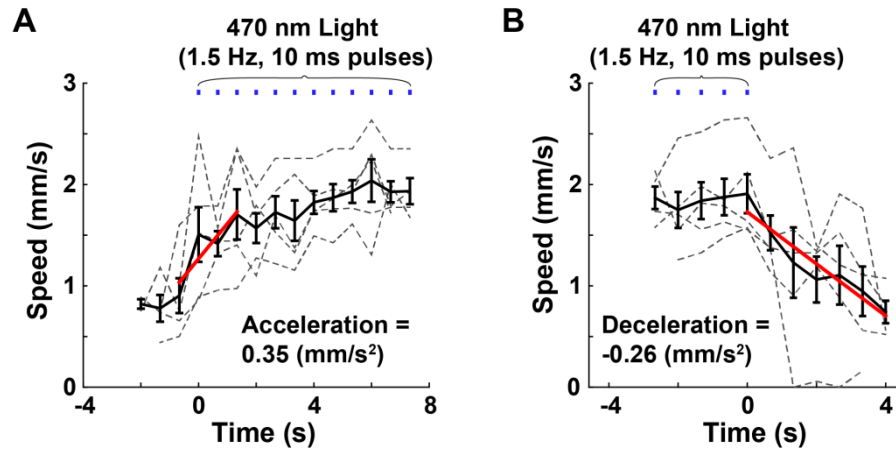 A
470 nm Light
(1.5 Hz, 10 ms pulses)
3
2
1
0
Speed (mm/s)
Acceleration =
0.35 (mm/s²)
-4
0
4
8
Time (s)
B
470 nm Light
(1.5 Hz, 10 ms pulses)
3
2
1
0
Speed (mm/s)
Deceleration =
-0.26 (mm/s²)
-4
0
4
Time (s)